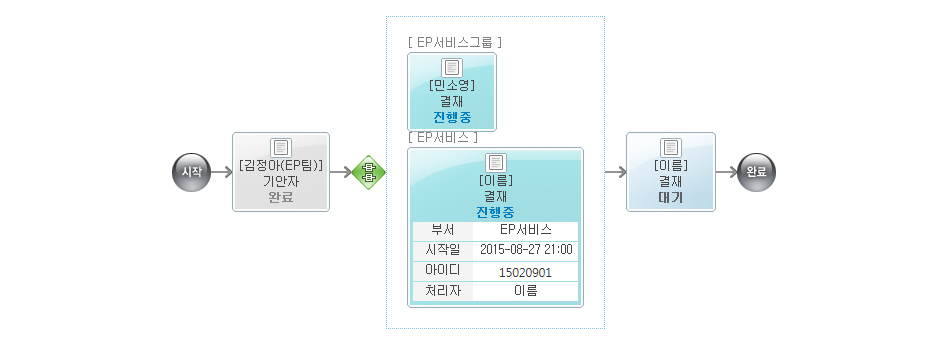 시작
[김정아(EP팀)]
기안자
완료
[ EP서비스그룹 ]
[민소영]
결재
진행중
[ EP서비스 ]
[이름]
결재
진행중
부서 EP서비스
시작일 2015-08-27 21:00
아이디 15020901
처리자 이름
[이름]
결재
대기
완료